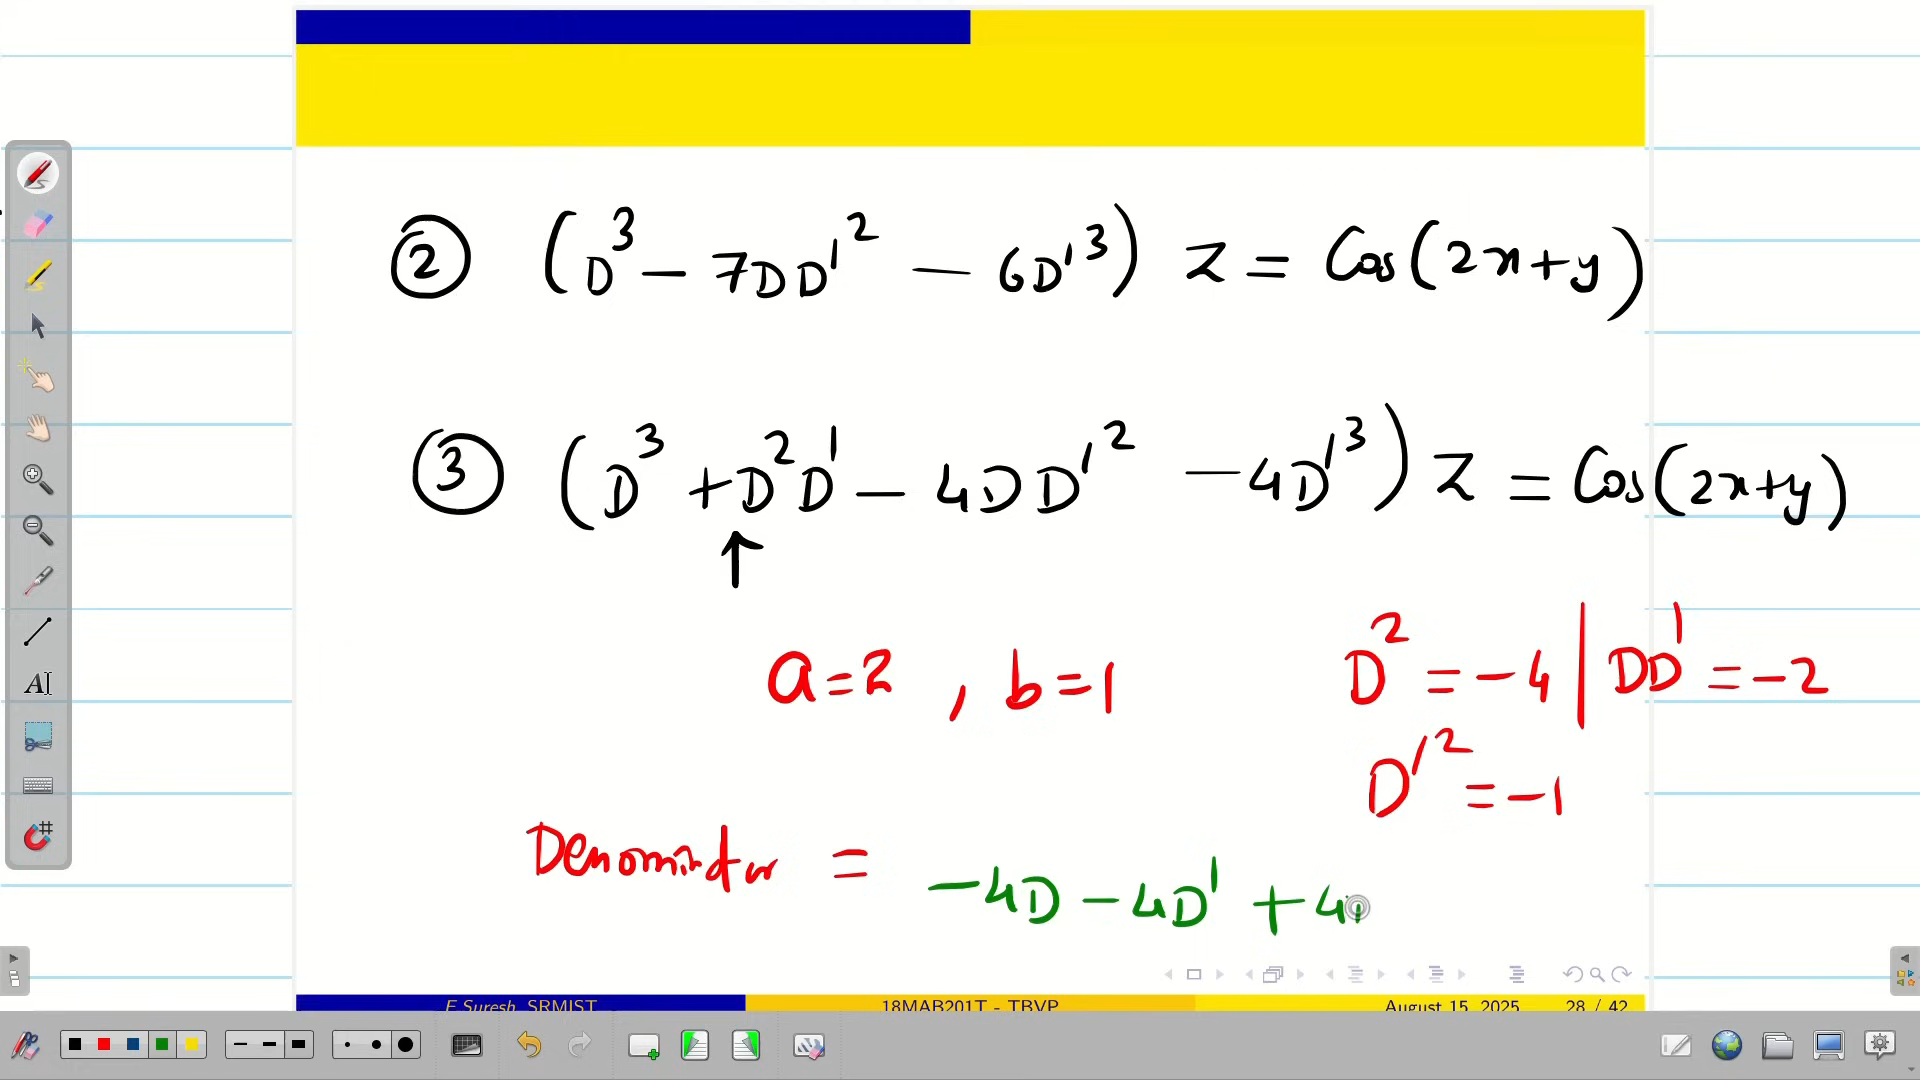 ② (D³ - 7DD'² - 6D'³) z = Cos(2x+y)
③ (D³ + D²D' - 4DD'² - 4D'³) z = Cos(2x+y)
↑
a=2 , b=1
D² = -4 | DD' = -2
D'² = -1
Denominator = -4D - 4D' + 4
E Suresh, SRMIST 18MAB201T - TBVP August 15, 2025 28 / 42